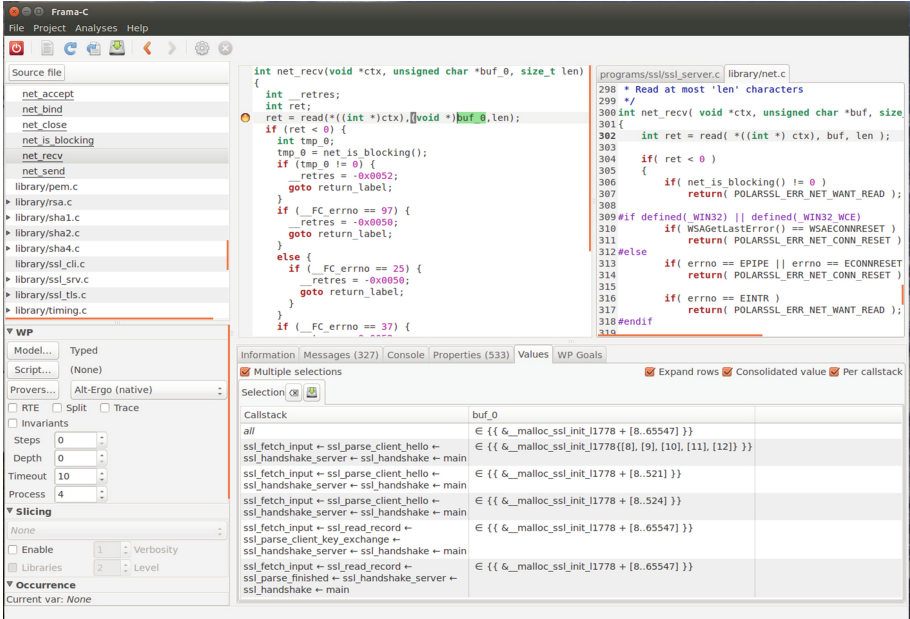 Frama-C
File Project Analyses Help
Source file
net_accept
net_bind
net_close
net_is_blocking
net_recv
net_send
library/pem.c
library/rsa.c
library/sha1.c
library/sha2.c
library/sha4.c
library/ssl_cli.c
library/ssl_srv.c
library/ssl_tls.c
library/timing.c
WP
Model... Typed
Script... (None)
Provers... Alt-Ergo (native)
RTE Split Trace
Invariants
Steps 0
Depth 0
Timeout 10
Process 4
Slicing
None
Enable 1 Verbosity
Libraries 2 Level
Occurrence
Current var: None
int net_recv(void *ctx, unsigned char *buf_0, size_t len)
{
int __retres;
int ret;
ret = read(*((int *)ctx),(void *)buf_0,len);
if (ret < 0) {
int tmp_0;
tmp_0 = net_is_blocking();
if (tmp_0 != 0) {
__retres = -0x0052;
goto return_label;
}
if (__FC_errno == 97) {
__retres = -0x0050;
goto return_label;
}
else {
if (__FC_errno == 25) {
__retres = -0x0050;
goto return_label;
}
}
if (__FC_errno == 37) {
programs/ssl/ssl_server.c library/net.c
298 * Read at most 'len' characters
299 */
300 int net_recv( void *ctx, unsigned char *buf, size_
301 {
302 int ret = read( *((int *) ctx), buf, len );
303
304 if( ret < 0 )
305 {
306 if( net_is_blocking() != 0 )
307 return( POLARSSL_ERR_NET_WANT_READ );
308
309 #if defined(_WIN32) || defined(_WIN32_WCE)
310 if( WSAGetLastError() == WSAECONNRESET )
311 return( POLARSSL_ERR_NET_CONN_RESET )
312 #else
313 if( errno == EPIPE || errno == ECONNRESET
314 return( POLARSSL_ERR_NET_CONN_RESET )
315
316 if( errno == EINTR )
317 return( POLARSSL_ERR_NET_WANT_READ );
318 #endif
319
Information Messages (327) Console Properties (533) Values WP Goals
Multiple selections Expand rows Consolidated value Per callstack
Selection
Callstack buf_0
all ∈ {{ &__malloc_ssl_init_l1778 + [8..65547] }}
ssl_fetch_input ← ssl_parse_client_hello ← ∈ {{ &__malloc_ssl_init_l1778{[8], [9], [10], [11], [12]} }}
ssl_handshake_server ← ssl_handshake ← main
ssl_fetch_input ← ssl_parse_client_hello ← ∈ {{ &__malloc_ssl_init_l1778 + [8..521] }}
ssl_handshake_server ← ssl_handshake ← main
ssl_fetch_input ← ssl_parse_client_hello ← ∈ {{ &__malloc_ssl_init_l1778 + [8..524] }}
ssl_handshake_server ← ssl_handshake ← main
ssl_fetch_input ← ssl_read_record ← ∈ {{ &__malloc_ssl_init_l1778 + [8..65547] }}
ssl_parse_client_key_exchange ←
ssl_handshake_server ← ssl_handshake ← main
ssl_fetch_input ← ssl_read_record ← ∈ {{ &__malloc_ssl_init_l1778 + [8..65547] }}
ssl_parse_finished ← ssl_handshake_server ←
ssl_handshake ← main